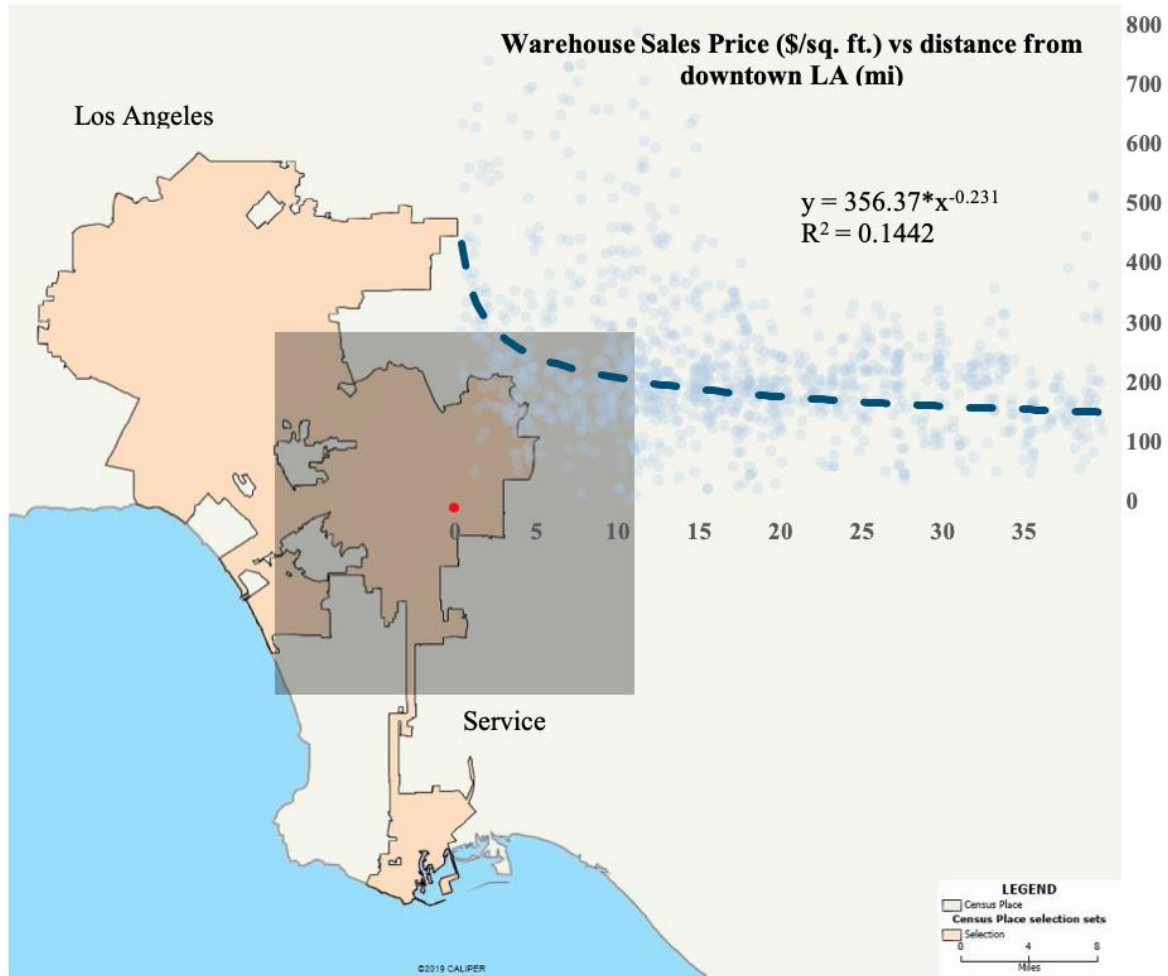 Warehouse Sales Price ($/sq. ft.) vs distance from
downtown LA (mi)
Los Angeles
y = 356.37*x-0.231
R2 = 0.1442
800
700
600
500
400
300
200
100
0
0 5 10 15 20 25 30 35
Service
LEGEND
Census Place
Census Place selection sets
Selection
0 4 8
Miles
©2019 CALIPER